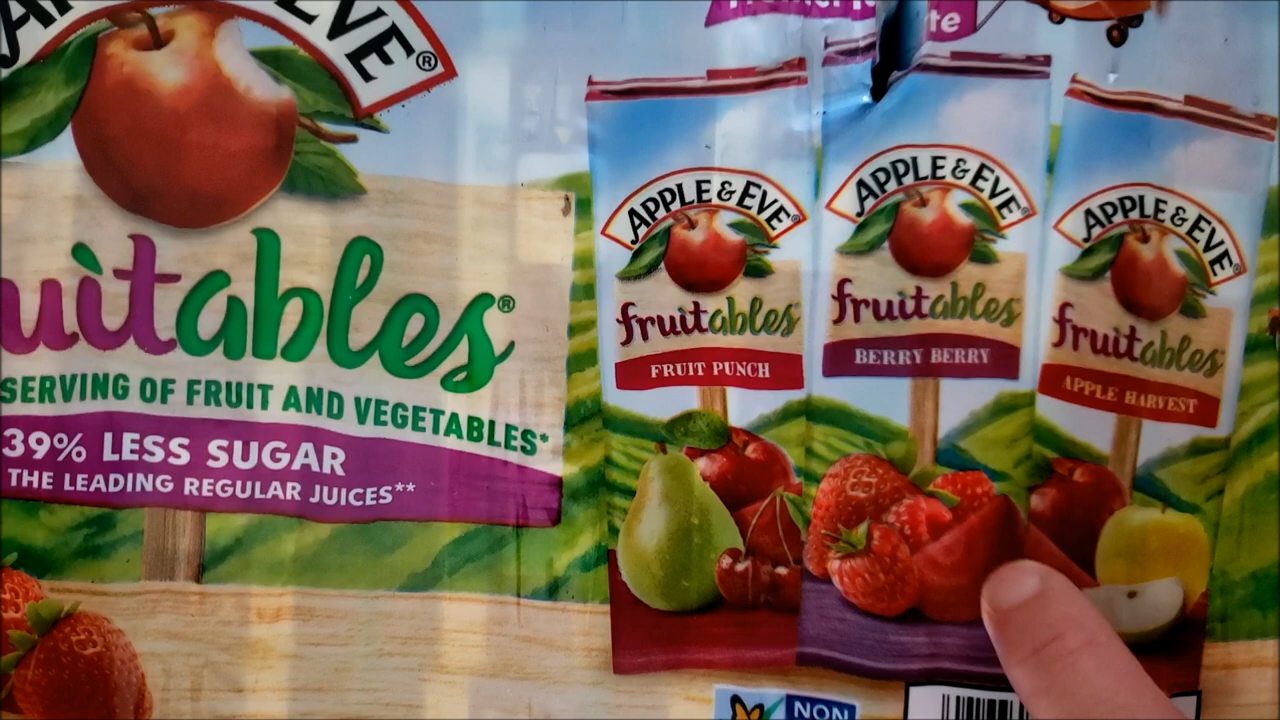 EVE®
uitables®
SERVING OF FRUIT AND VEGETABLES*
39% LESS SUGAR
THE LEADING REGULAR JUICES**
APPLE & EVE®
fruitables
FRUIT PUNCH
APPLE & EVE®
fruitables
BERRY BERRY
APPLE & EVE®
fruitables
APPLE HARVEST
NON